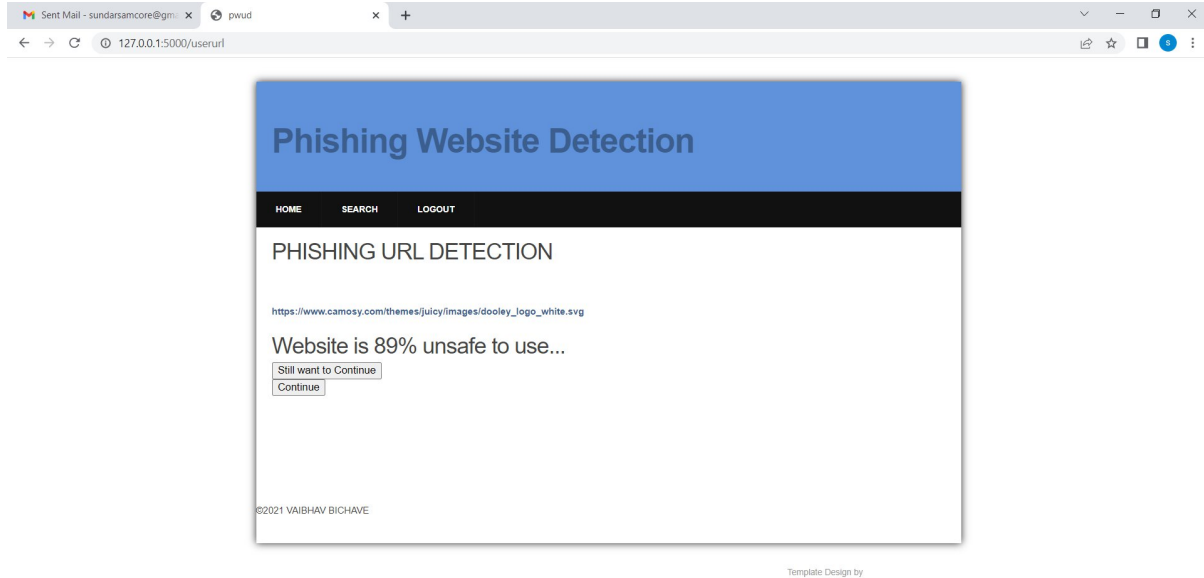 Sent Mail - sundarsamcore@gm
pwud
127.0.0.1:5000/userurl
S
Phishing Website Detection
HOME SEARCH LOGOUT
PHISHING URL DETECTION
https://www.camosy.com/themes/juicy/images/dooley_logo_white.svg
Website is 89% unsafe to use...
Still want to Continue
Continue
©2021 VAIBHAV BICHAVE
Template Design by